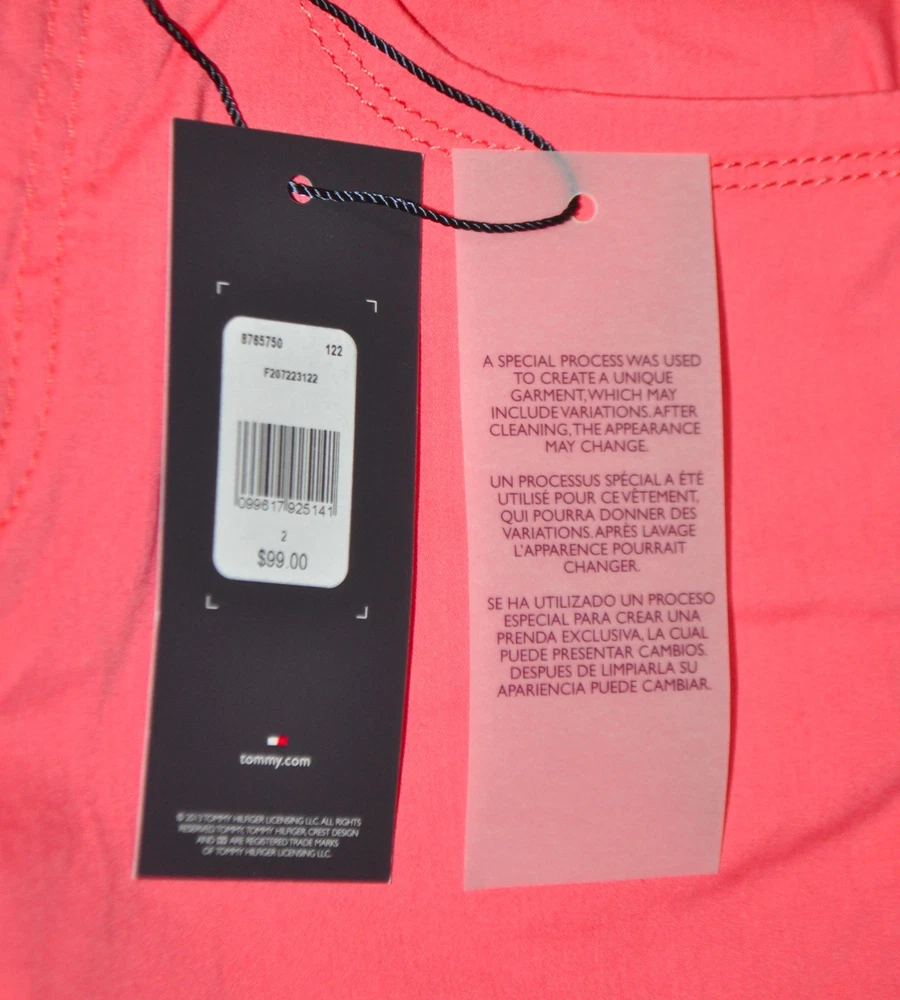 8765750 122
F207223122
099617925141
2
$99.00
tommy.com
© 2013 TOMMY HILFIGER LICENSING LLC. ALL RIGHTS
RESERVED. TOMMY, TOMMY HILFIGER, CREST DESIGN
AND ARE REGISTERED TRADE MARKS
OF TOMMY HILFIGER LICENSING LLC.
A SPECIAL PROCESS WAS USED
TO CREATE A UNIQUE
GARMENT, WHICH MAY
INCLUDE VARIATIONS. AFTER
CLEANING, THE APPEARANCE
MAY CHANGE.
UN PROCESSUS SPÉCIAL A ÉTÉ
UTILISÉ POUR CE VÊTEMENT,
QUI POURRA DONNER DES
VARIATIONS. APRÈS LAVAGE
L'APPARENCE POURRAIT
CHANGER.
SE HA UTILIZADO UN PROCESO
ESPECIAL PARA CREAR UNA
PRENDA EXCLUSIVA, LA CUAL
PUEDE PRESENTAR CAMBIOS.
DESPUES DE LIMPIARLA SU
APARIENCIA PUEDE CAMBIAR.